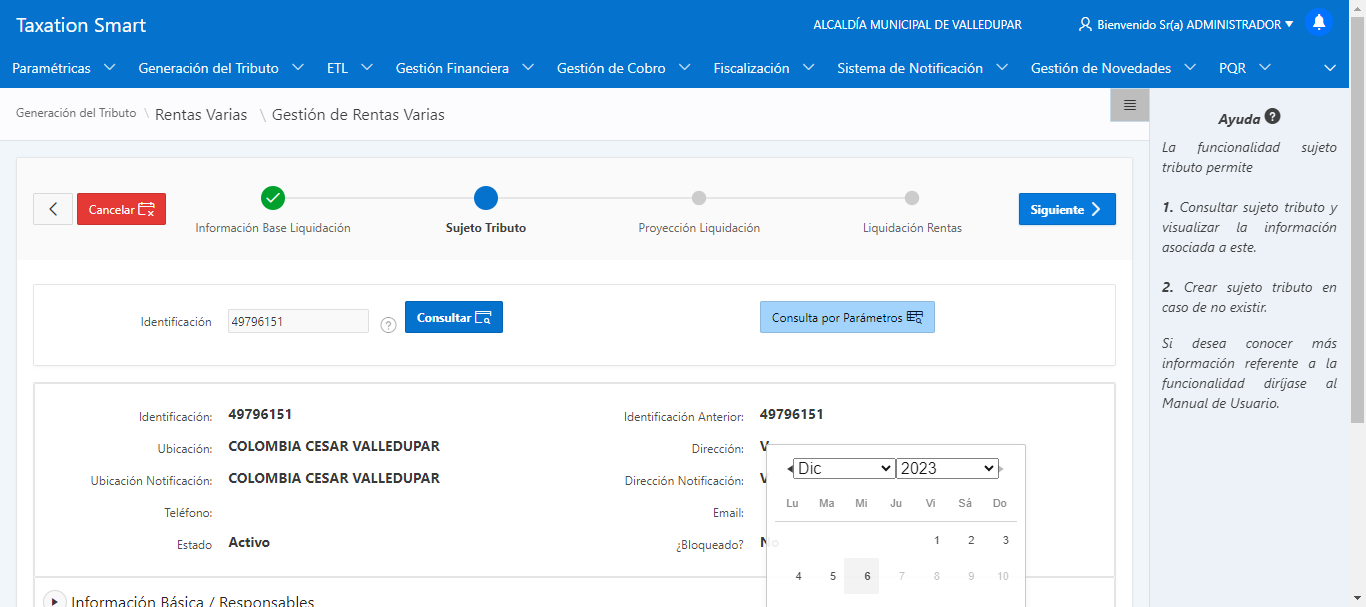 Taxation Smart
ALCALDÍA MUNICIPAL DE VALLEDUPAR
Bienvenido Sr(a) ADMINISTRADOR
Paramétricas Generación del Tributo ETL Gestión Financiera Gestión de Cobro Fiscalización Sistema de Notificación Gestión de Novedades PQR
Generación del Tributo \ Rentas Varias \ Gestión de Rentas Varias
Cancelar
Información Base Liquidación
Sujeto Tributo
Proyección Liquidación
Liquidación Rentas
Siguiente
Identificación 49796151 ? Consultar
Consulta por Parámetros
Identificación: 49796151
Identificación Anterior: 49796151
Ubicación: COLOMBIA CESAR VALLEDUPAR
Dirección: V
Ubicación Notificación: COLOMBIA CESAR VALLEDUPAR
Dirección Notificación: V
Teléfono:
Email:
Estado Activo
¿Bloqueado? No
Dic 2023
Lu Ma Mi Ju Vi Sá Do
1 2 3
4 5 6 7 8 9 10
Información Básica / Responsables
Ayuda ?
La funcionalidad sujeto
tributo permite
1. Consultar sujeto tributo y
visualizar la información
asociada a este.
2. Crear sujeto tributo en
caso de no existir.
Si desea conocer más
información referente a la
funcionalidad diríjase al
Manual de Usuario.